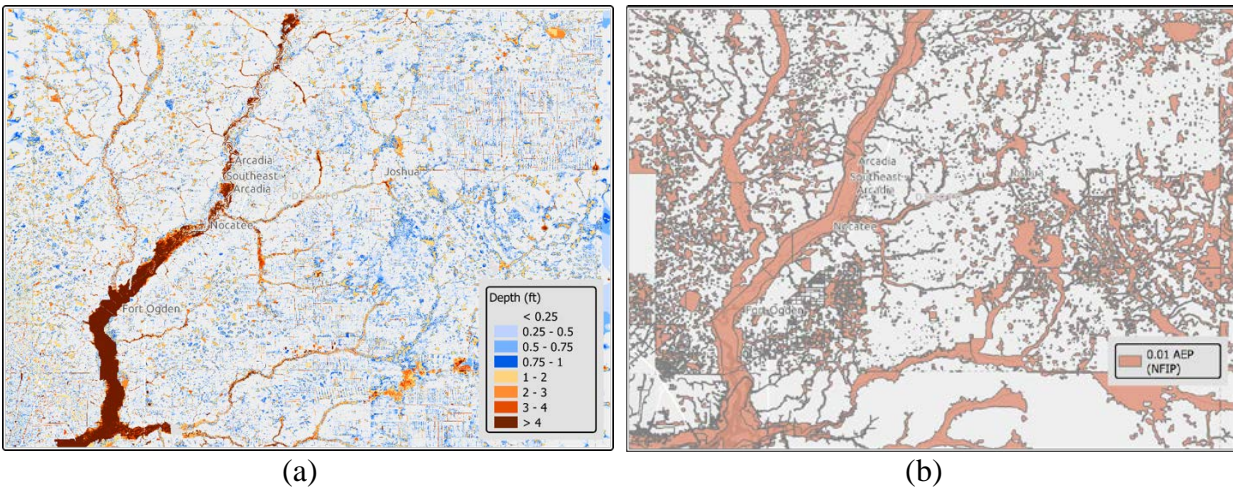 Arcadia
Southeast
Arcadia
Joshua
Nocatee
Fort Ogden
Depth (ft)
< 0.25
0.25 - 0.5
0.5 - 0.75
0.75 - 1
1 - 2
2 - 3
3 - 4
> 4
(a)
Arcadia
Southeast
Arcadia
Nocatee
Fort Ogden
0.01 AEP
(NFIP)
(b)